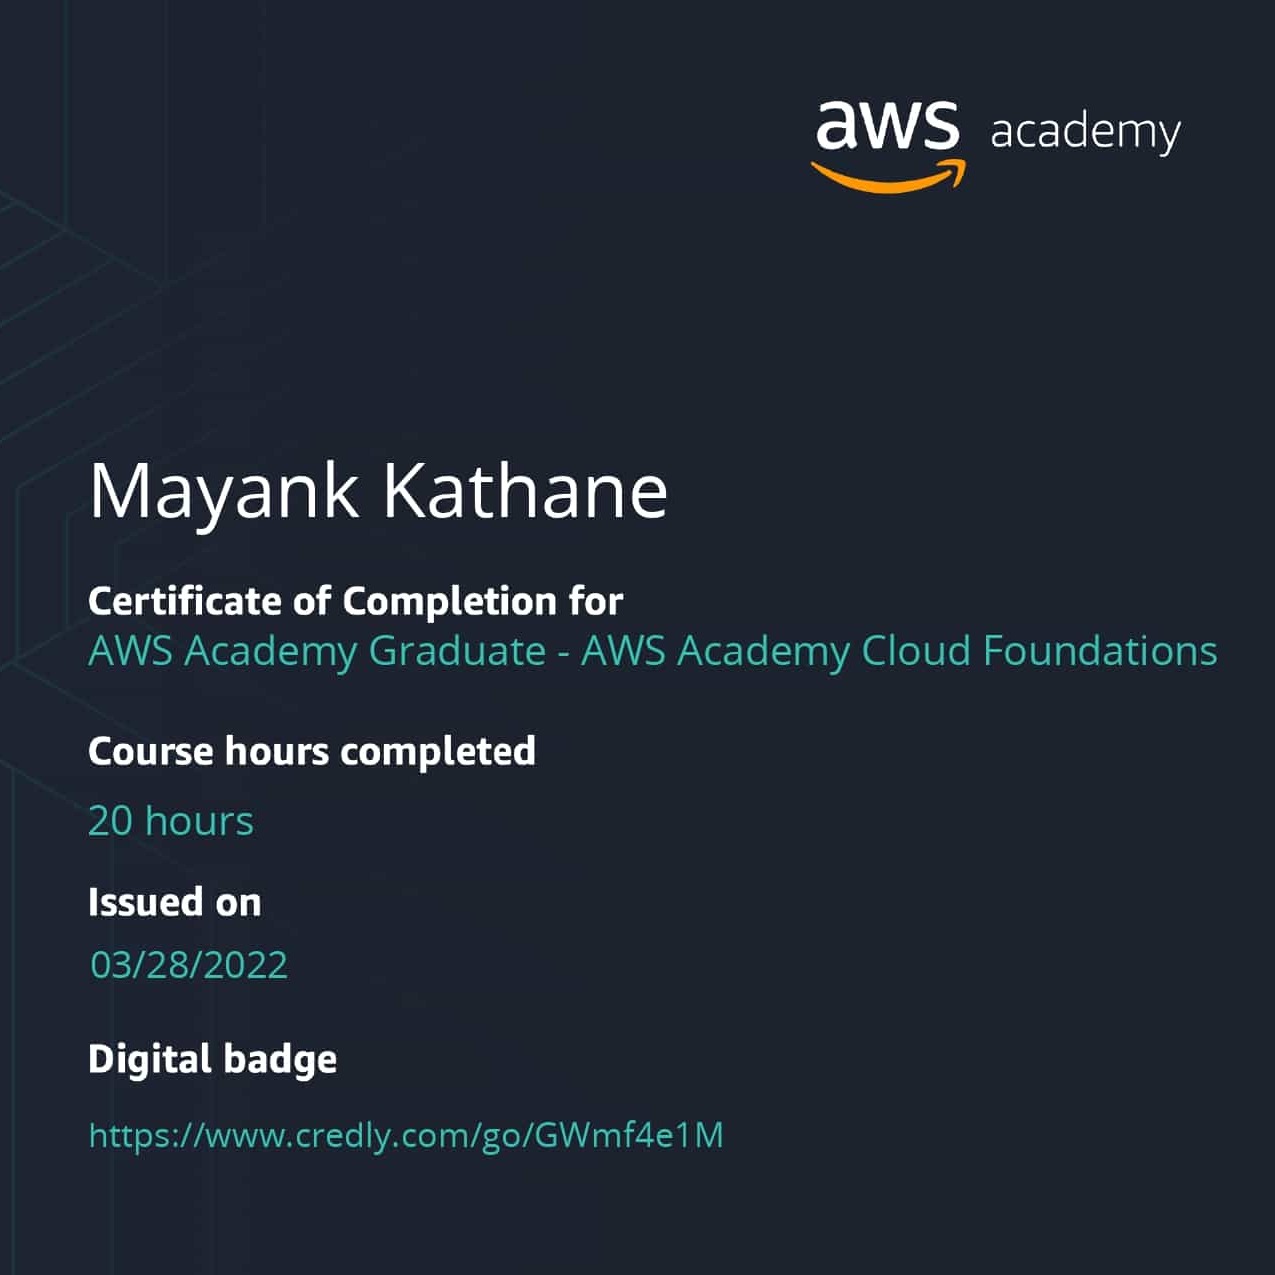 aws academy
Mayank Kathane
Certificate of Completion for
AWS Academy Graduate - AWS Academy Cloud Foundations
Course hours completed
20 hours
Issued on
03/28/2022
Digital badge
https://www.credly.com/go/GWmf4e1M